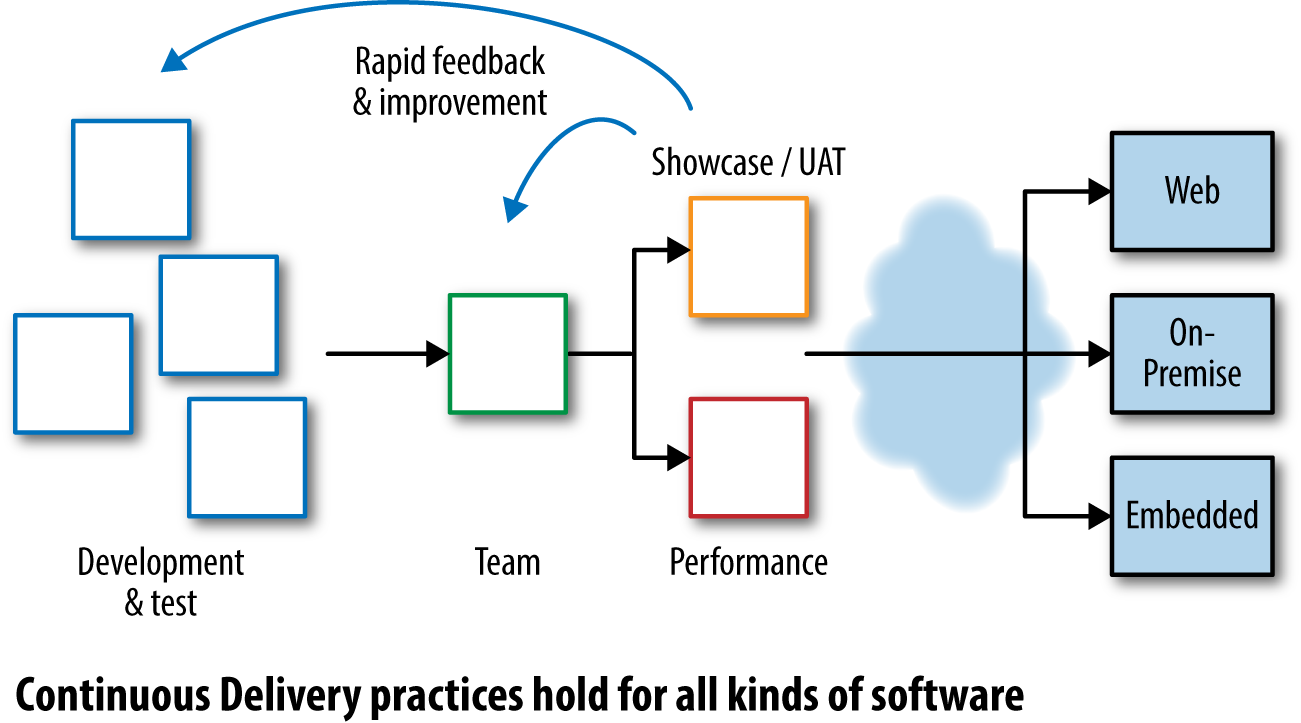 Rapid feedback
& improvement
Showcase / UAT
Web
On-
Premise
Embedded
Development
& test
Team
Performance
Continuous Delivery practices hold for all kinds of software